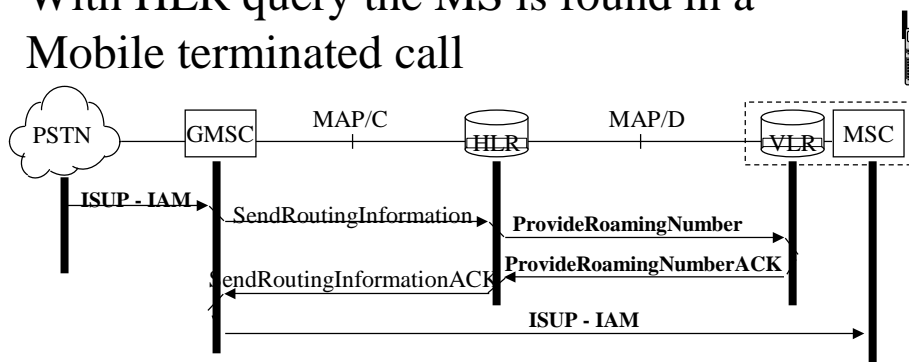 With HLR query the MS is found in a
Mobile terminated call
PSTN
GMSC
MAP/C
HLR
MAP/D
VLR
MSC
ISUP - IAM
SendRoutingInformation
ProvideRoamingNumber
ProvideRoamingNumberACK
SendRoutingInformationACK
ISUP - IAM